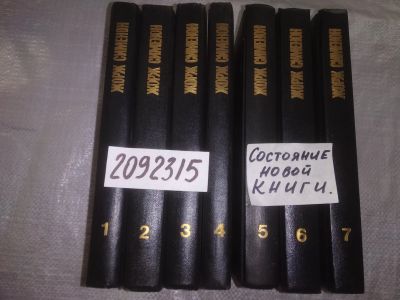 ЖОРЖ СИМЕНОН
ЖОРЖ СИМЕНОН
ЖОРЖ СИМЕНОН
ЖОРЖ СИМЕНОН
ЖОРЖ СИМЕНОН
ЖОРЖ СИМЕНОН
ЖОРЖ СИМЕНОН
2092315
Состояние
новой
книги.
1 2 3 4 5 6 7